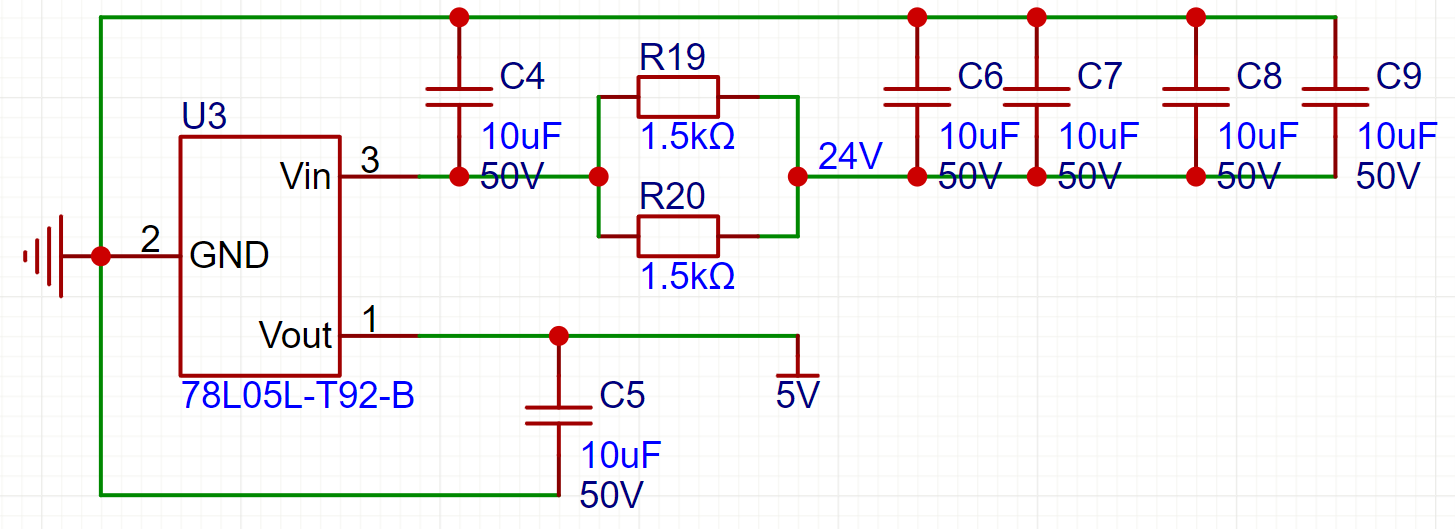 C4
10uF
50V
R19
1.5kΩ
R20
1.5kΩ
24V
C6
10uF
50V
C7
10uF
50V
C8
10uF
50V
C9
10uF
50V
U3
Vin
3
2
GND
Vout
1
78L05L-T92-B
C5
10uF
50V
5V